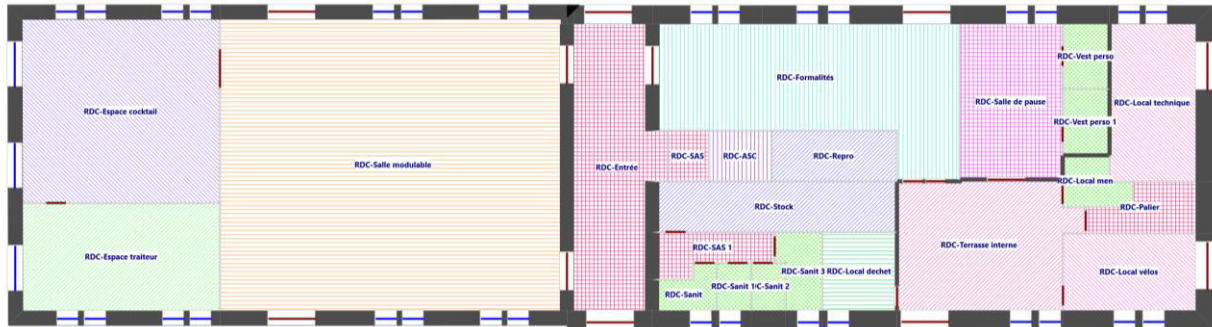 RDC-Vest perso
RDC-Formalités
RDC-Salle de pause
RDC-Local technique
RDC-Espace cocktail
RDC-Vest perso 1
RDC-Salle modulable
RDC-Entrée
RDC-SAS
RDC-ASC
RDC-Repro
RDC-Local men
RDC-Stock
RDC-Palier
RDC-Espace traiteur
RDC-SAS 1
RDC-Terrasse interne
RDC-Sanit 3
RDC-Local dechet
RDC-Local vélos
RDC-Sanit
RDC-Sanit 1
C-Sanit 2